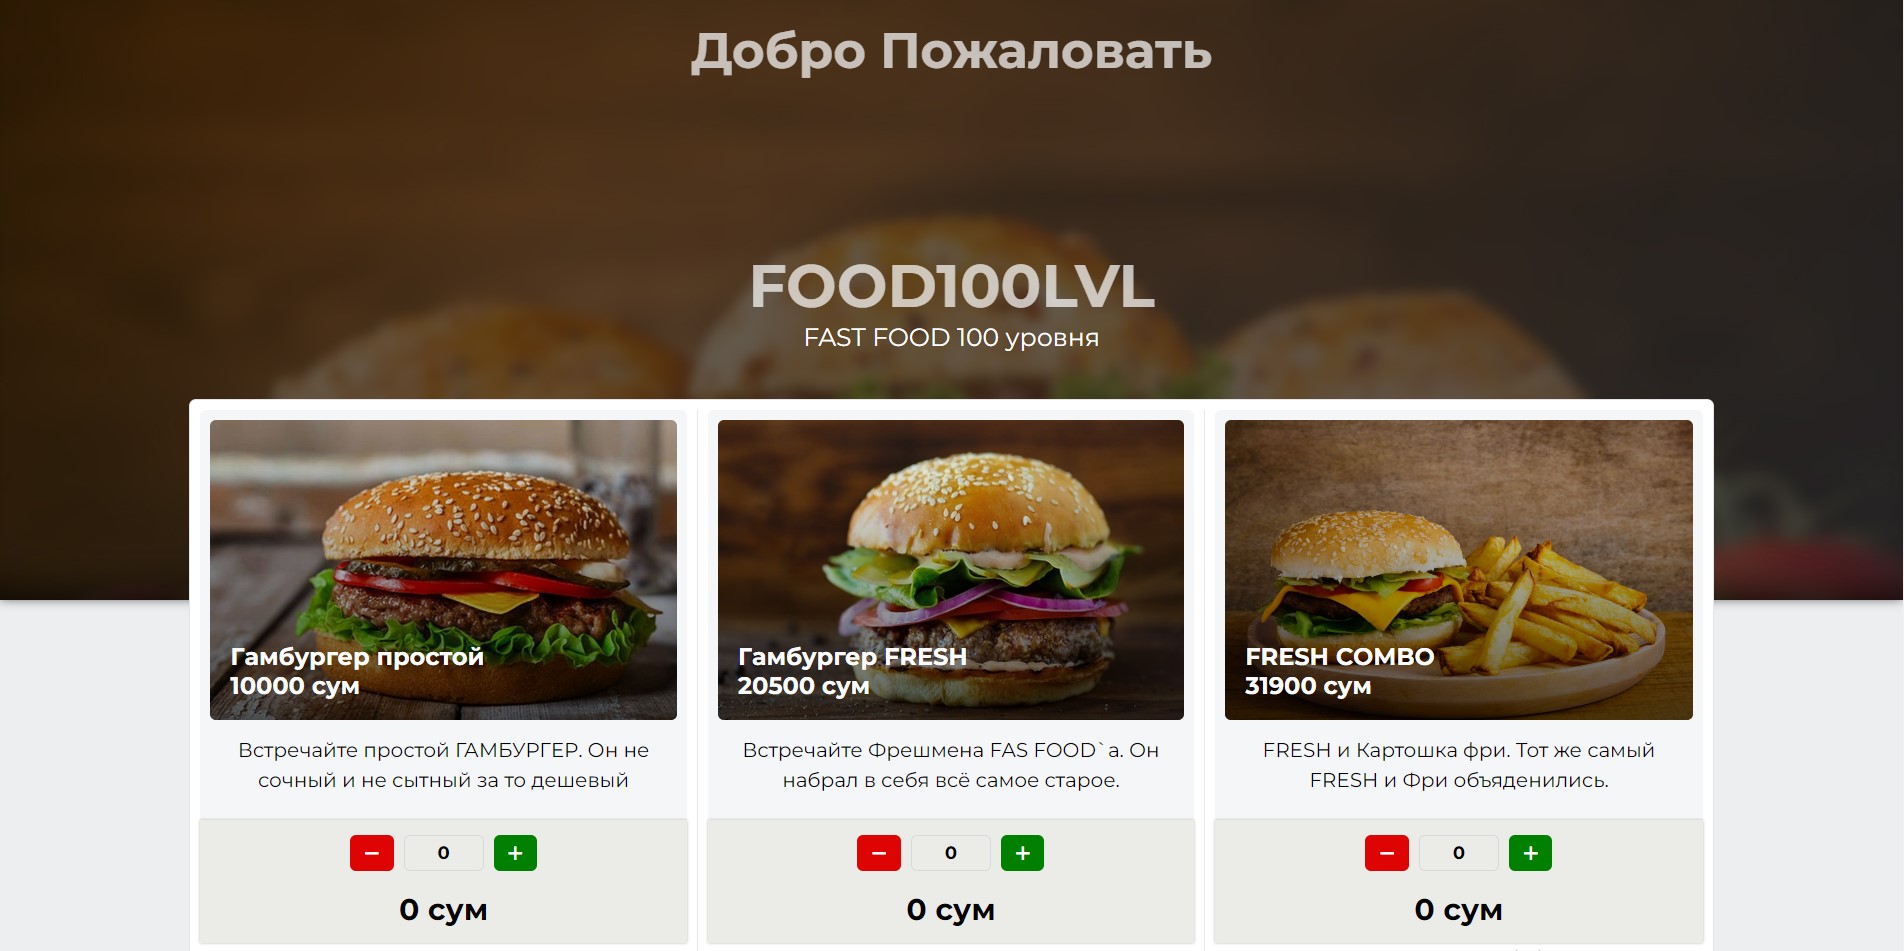 Добро Пожаловать
FOOD100LVL
FAST FOOD 100 уровня
Гамбургер простой
10000 сум
Встречайте простой ГАМБУРГЕР. Он не
сочный и не сытный за то дешевый
−
0
+
0 сум
Гамбургер FRESH
20500 сум
Встречайте Фрешмена FAS FOOD`а. Он
набрал в себя всё самое старое.
−
0
+
0 сум
FRESH COMBO
31900 сум
FRESH и Картошка фри. Тот же самый
FRESH и Фри объяденились.
−
0
+
0 сум